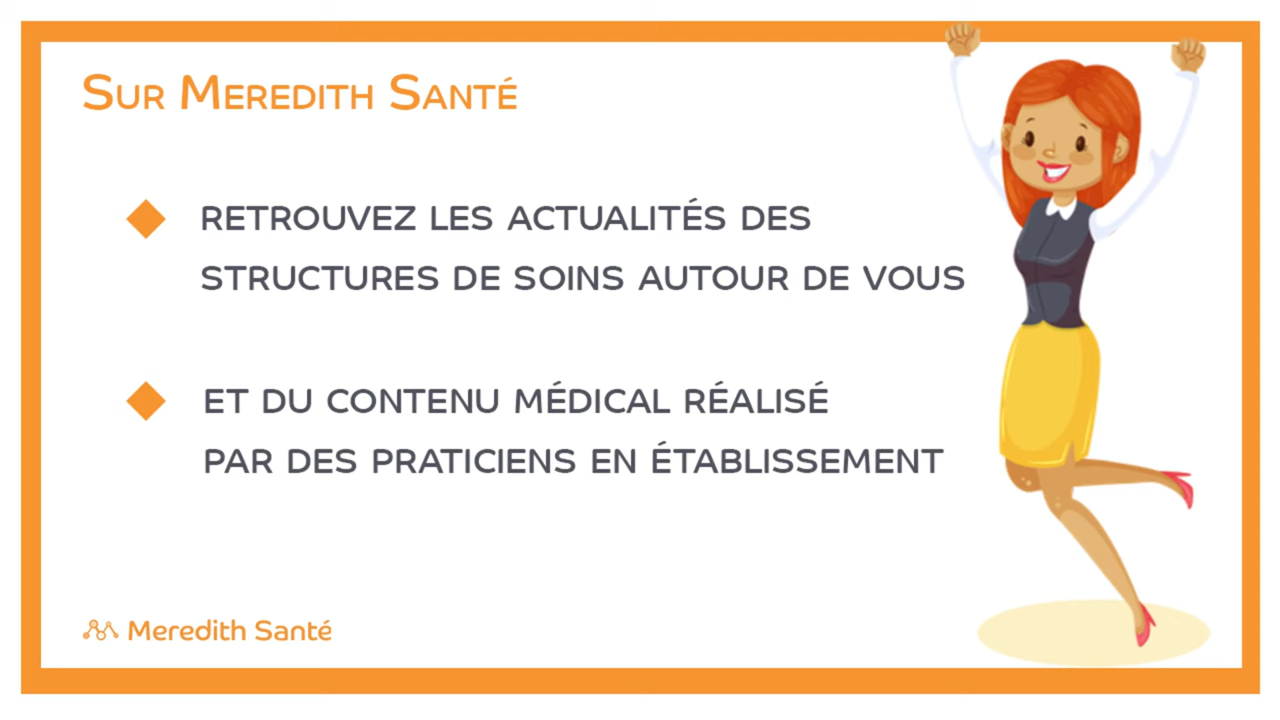 Sur Meredith Santé
RETROUVEZ LES ACTUALITÉS DES
STRUCTURES DE SOINS AUTOUR DE VOUS
ET DU CONTENU MÉDICAL RÉALISÉ
PAR DES PRATICIENS EN ÉTABLISSEMENT
Meredith Santé